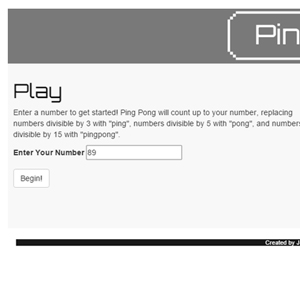 Pin
Play
Enter a number to get started! Ping Pong will count up to your number, replacing
numbers divisible by 3 with "ping", numbers divisible by 5 with "pong", and numbers
divisible by 15 with "pingpong".
Enter Your Number 89
Begin!
Created by J